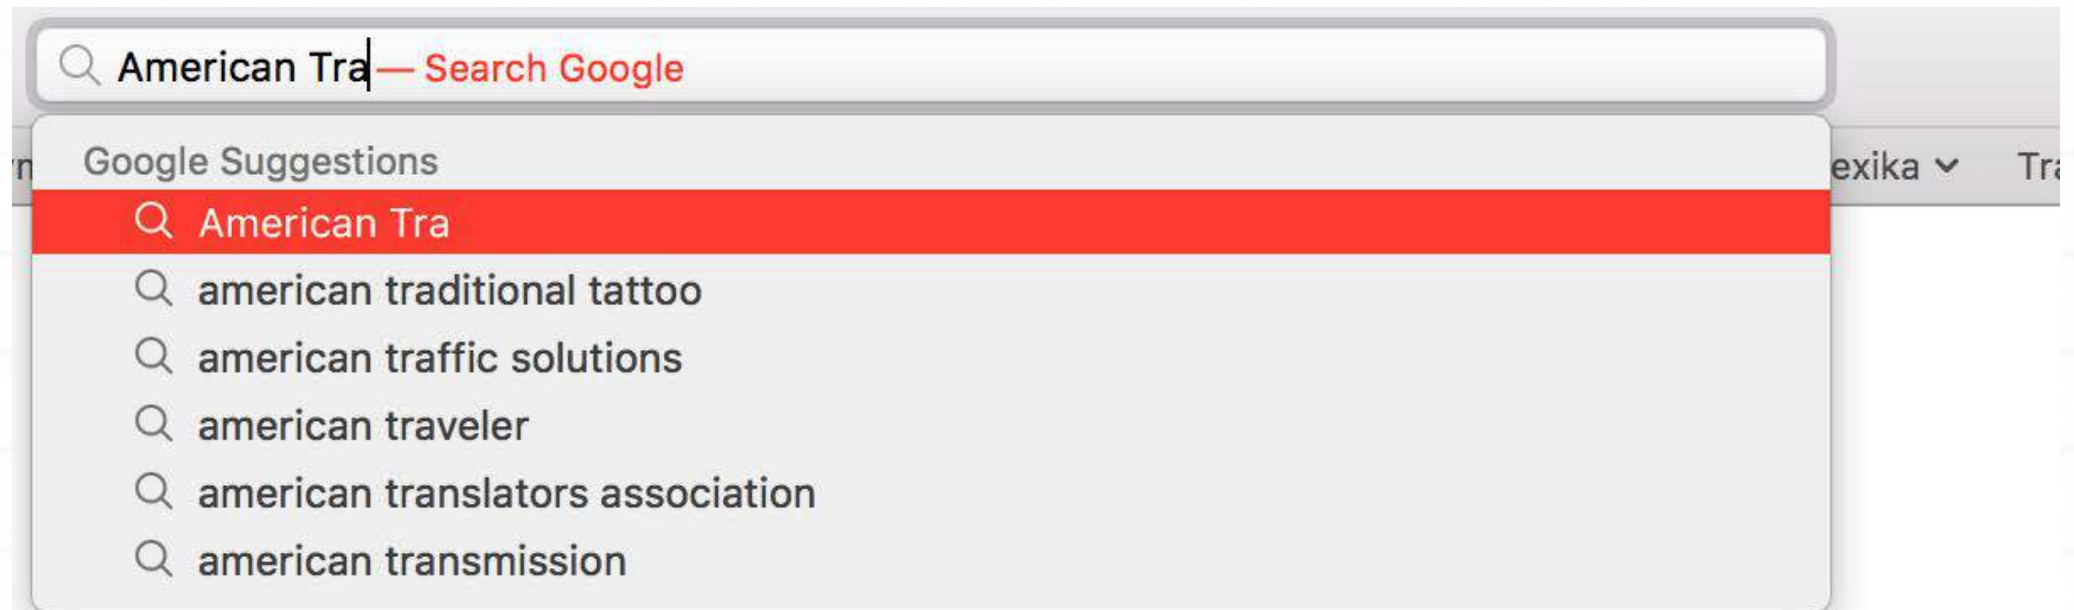 American Tra — Search Google
Google Suggestions
exika
American Tra
american traditional tattoo
american traffic solutions
american traveler
american translators association
american transmission